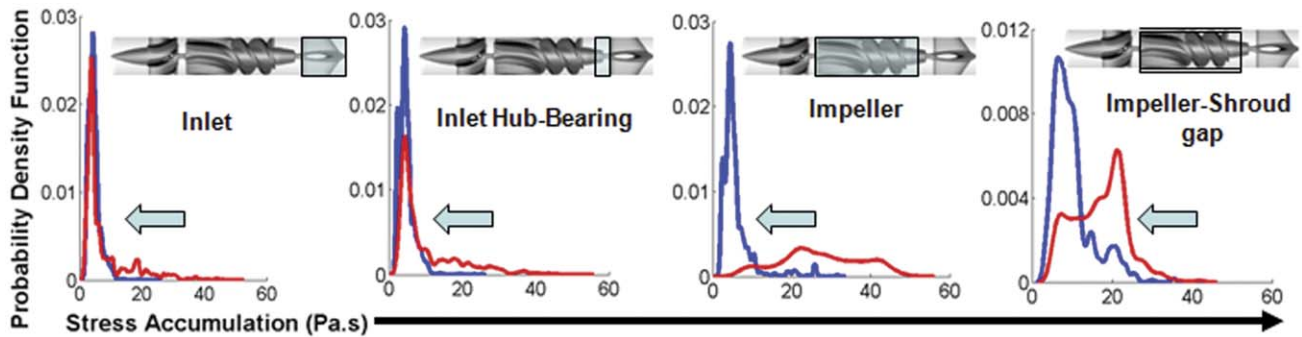 Probability Density Function
0.03
0.02
0.01
0
0 20 40 60
Inlet
0.03
0.02
0.01
0
0 20 40 60
Inlet Hub-Bearing
0.03
0.02
0.01
0
0 20 40 60
Impeller
0.012
0.008
0.004
0
0 20 40 60
Impeller-Shroud
gap
Stress Accumulation (Pa.s)